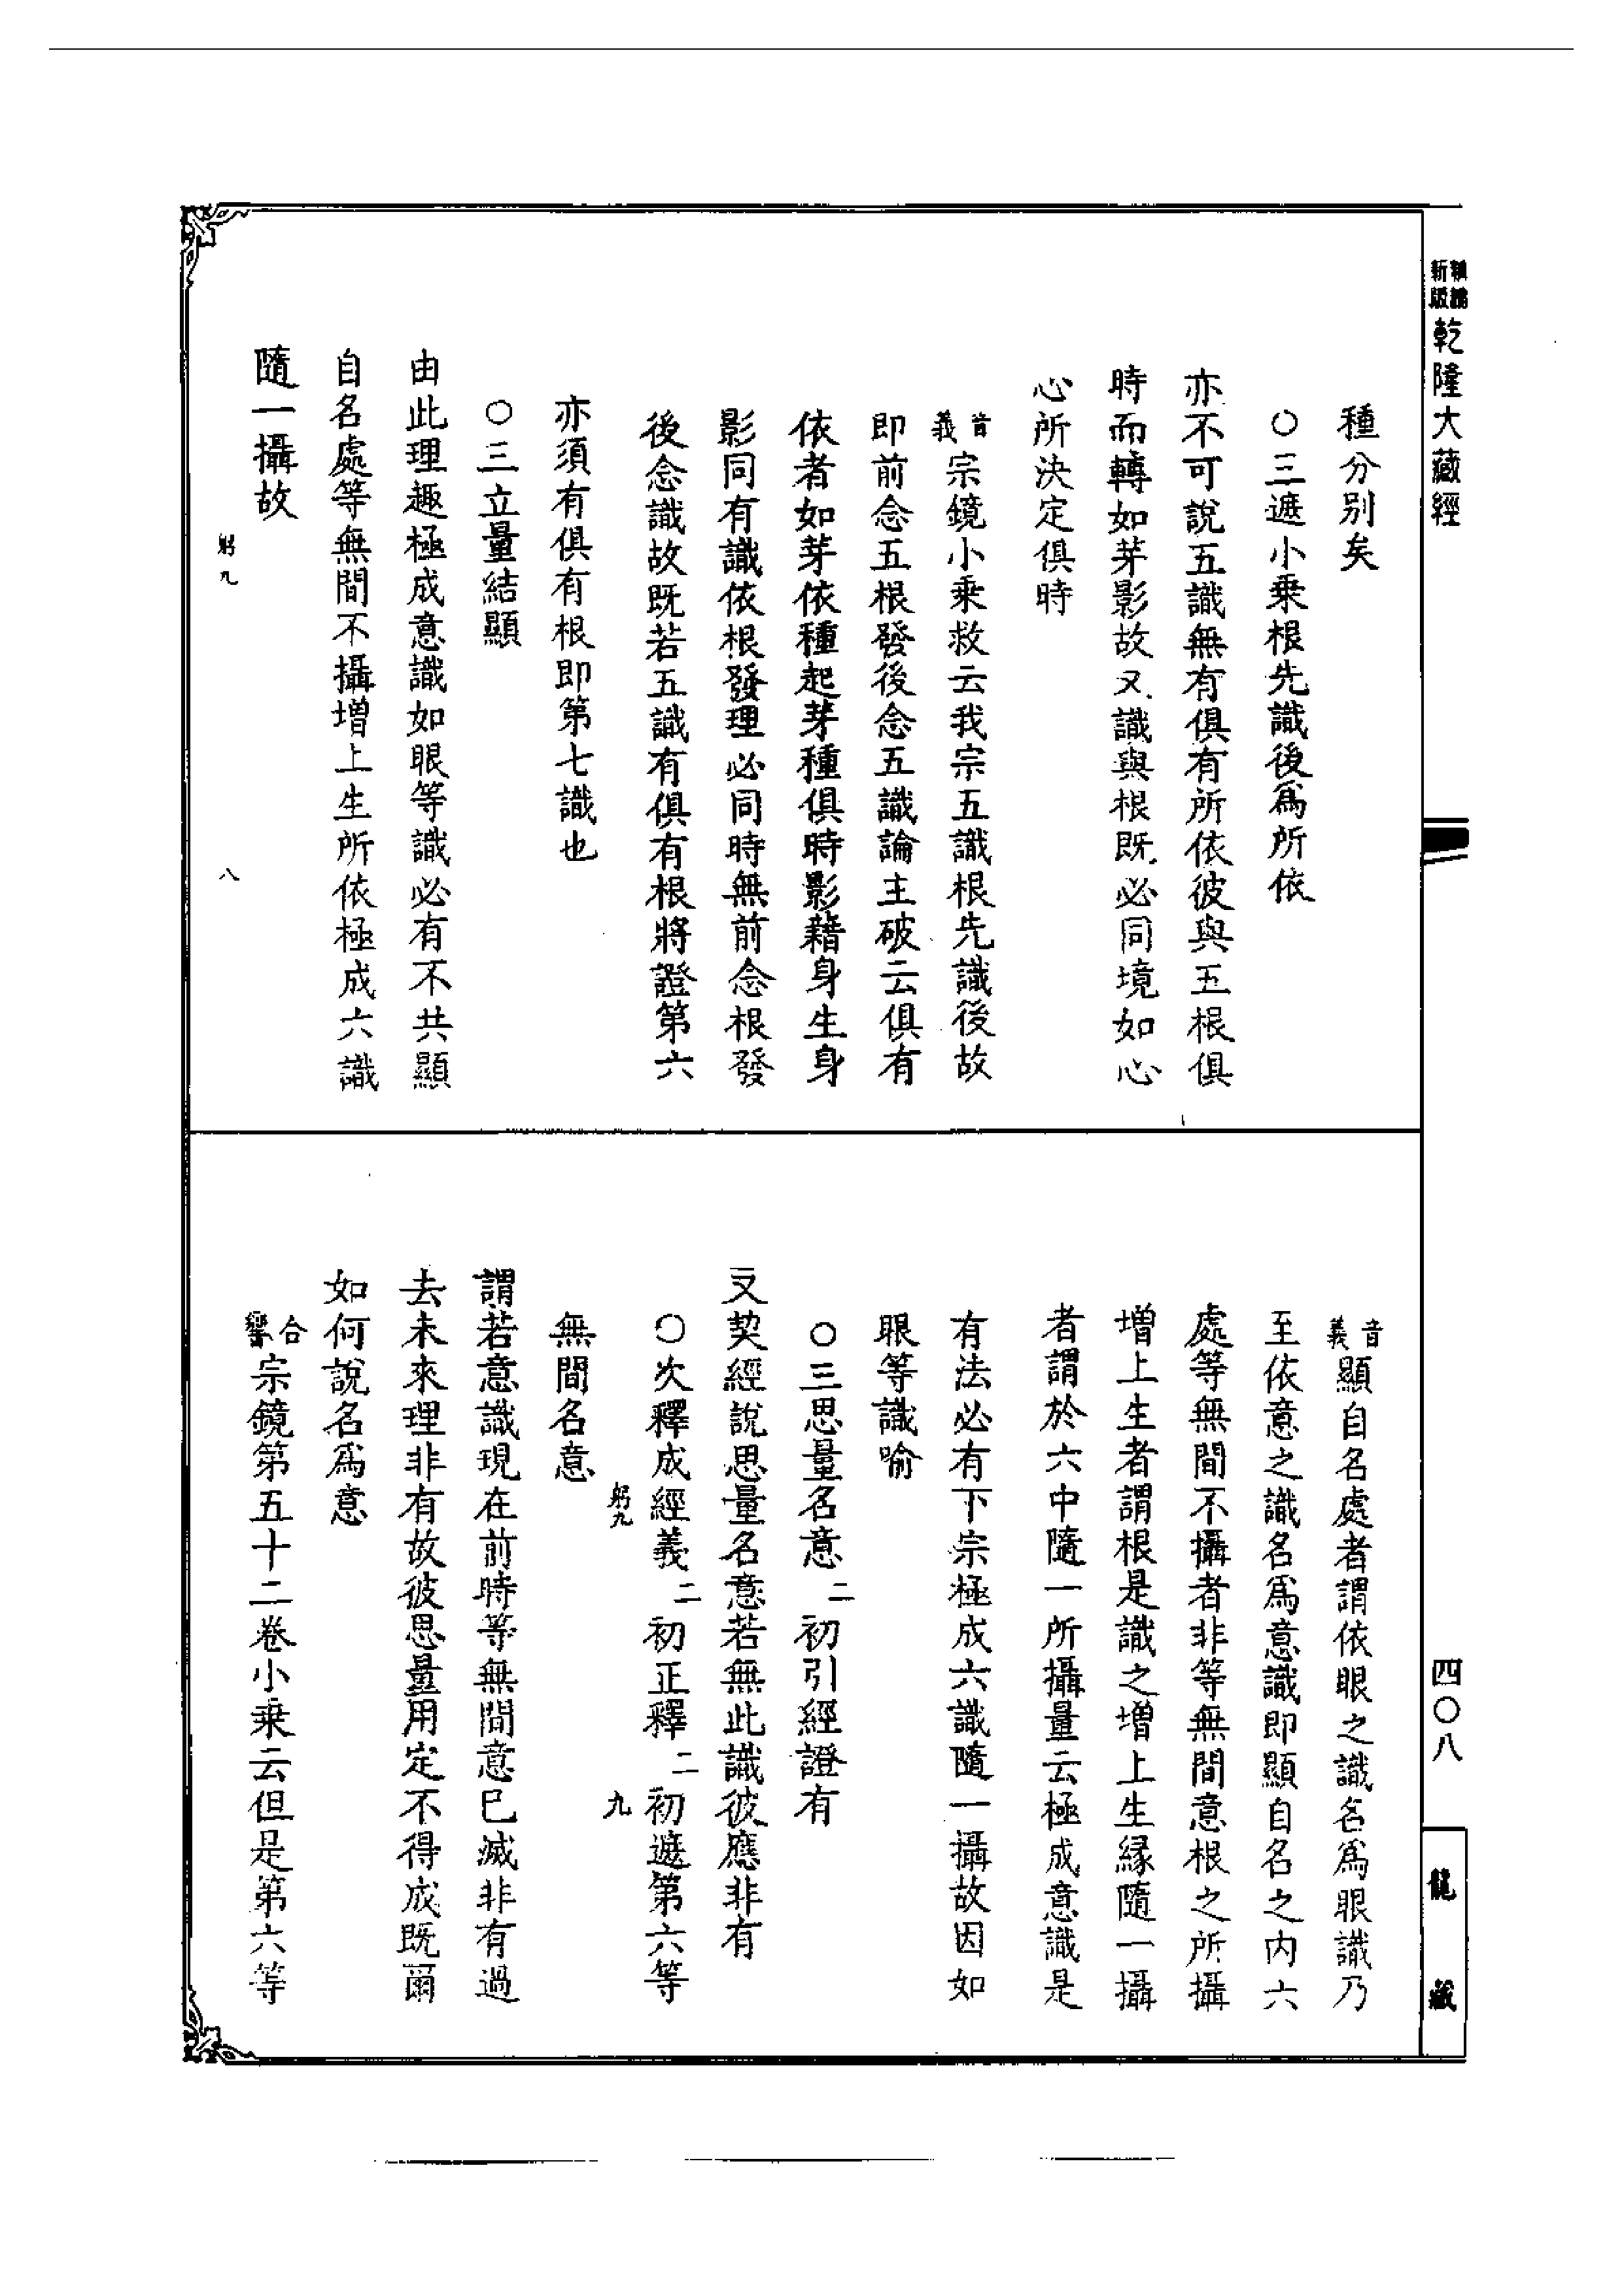 新版
乾隆大藏經
四〇八
龍藏
種分別矣
○三遮小乘根先識後爲所依
亦不可說五識無有俱有所依彼與五根俱
時而轉如芽影故又識與根既必同境如心
心所決定俱時
音義宗鏡小乘救云我宗五識根先識後故
即前念五根發後念五識論主破云俱有
依者如芽依種起芽種俱時影藉身生身
影同有識依根發理必同時無前念根發
後念識故既若五識有俱有根將證第六
亦須有俱有根即第七識也
○三立量結顯
由此理趣極成意識如眼等識必有不共顯
自名處等無間不攝增上生所依極成六識
隨一攝故
躬九
八
音義顯自名處者謂依眼之識名爲眼識乃
至依意之識名爲意識即顯自名之內六
處等無間不攝者非等無間意根之所攝
增上生者謂根是識之增上生緣隨一攝
者謂於六中隨一所攝量云極成意識是
有法必有下宗極成六識隨一攝故因如
眼等識喻
○三思量名意二初引經證有
又契經說思量名意若無此識彼應非有
○次釋成經義二初正釋二初遮第六等
躬九
九
無間名意
謂若意識現在前時等無間意已滅非有過
去未來理非有故彼思量用定不得成既爾
如何說名爲意
合響宗鏡第五十二卷小乘云但是第六等